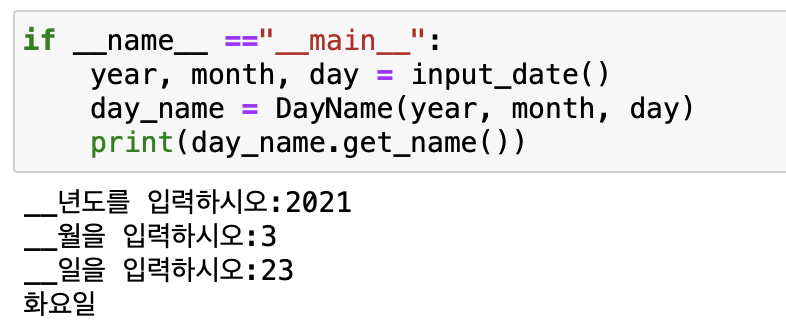 if __name__ =="__main__":
    year, month, day = input_date()
    day_name = DayName(year, month, day)
    print(day_name.get_name())
__년도를 입력하시오:2021
__월을 입력하시오:3
__일을 입력하시오:23
화요일